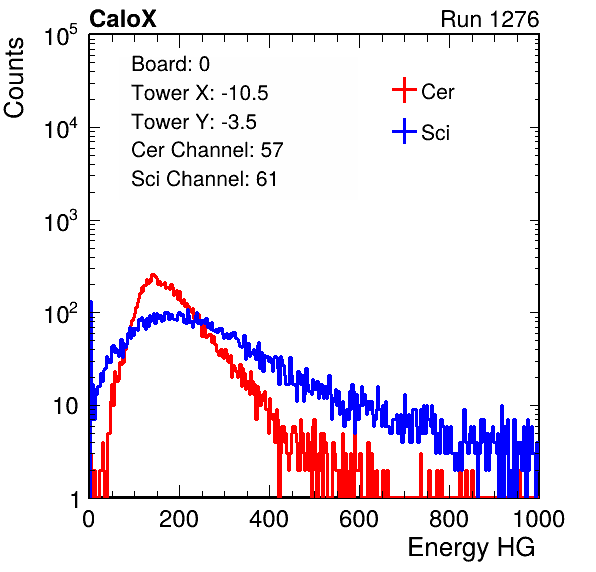 CaloX Run 1276
Counts
Board: 0
Tower X: -10.5
Tower Y: -3.5
Cer Channel: 57
Sci Channel: 61
Cer
Sci
10^5
10^4
10^3
10^2
10
1
0 200 400 600 800 1000
Energy HG